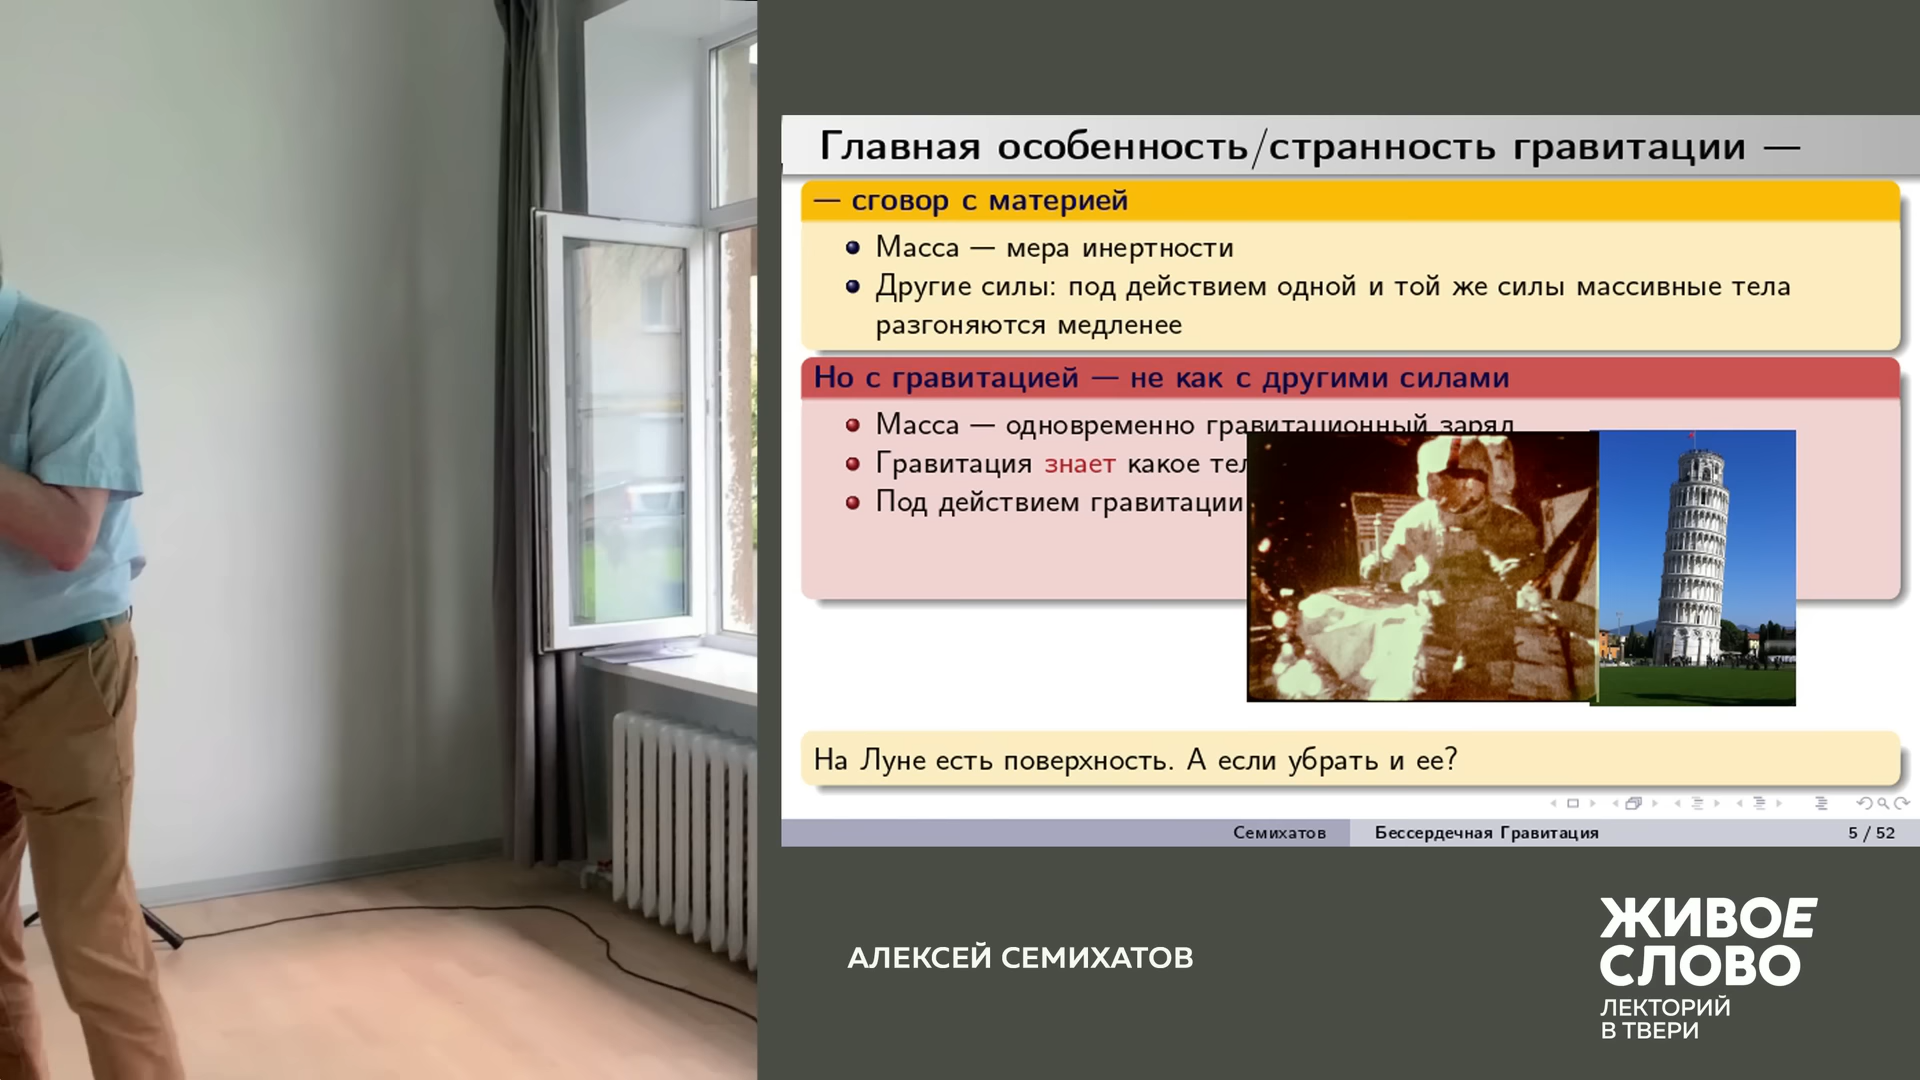 Главная особенность/странность гравитации —
— сговор с материей
Масса — мера инертности
Другие силы: под действием одной и той же силы массивные тела
разгоняются медленее
Но с гравитацией — не как с другими силами
Масса — одновременно гравитационный заряд
Гравитация знает какое
Под действием гравитации
На Луне есть поверхность. А если убрать и ее?
Семихатов
Бессердечная Гравитация
5 / 52
АЛЕКСЕЙ СЕМИХАТОВ
ЖИВОЕ
СЛОВО
ЛЕКТОРИЙ
В ТВЕРИ